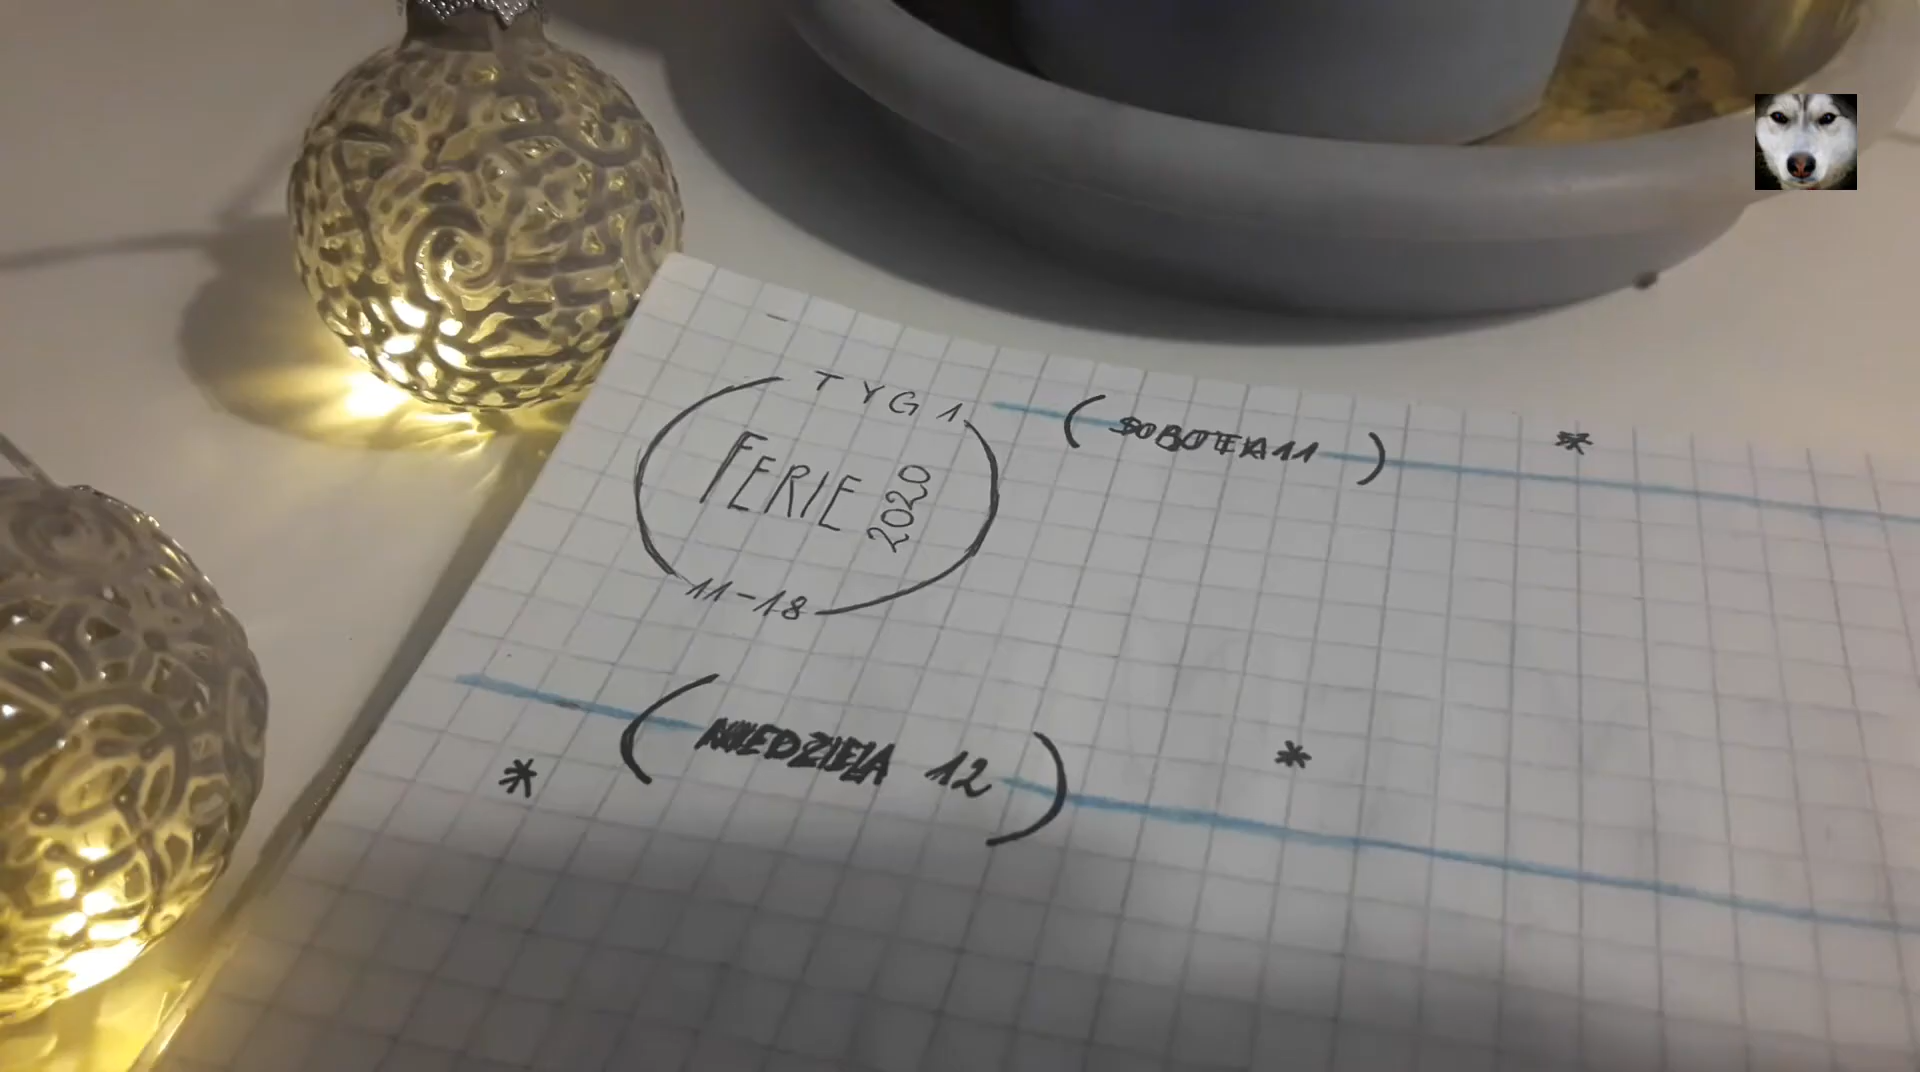 TYG 1
FERIE 2020
11-18
( SOBOTA 11 ) *
* ( NIEDZIELA 12 ) *